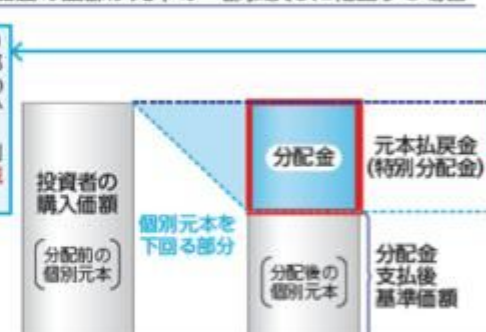 投資者の
購入価額
(分配前の
個別元本)
個別元本を
下回る部分
分配金
(分配後の
個別元本)
元本払戻金
(特別分配金)
分配金
支払後
基準価額